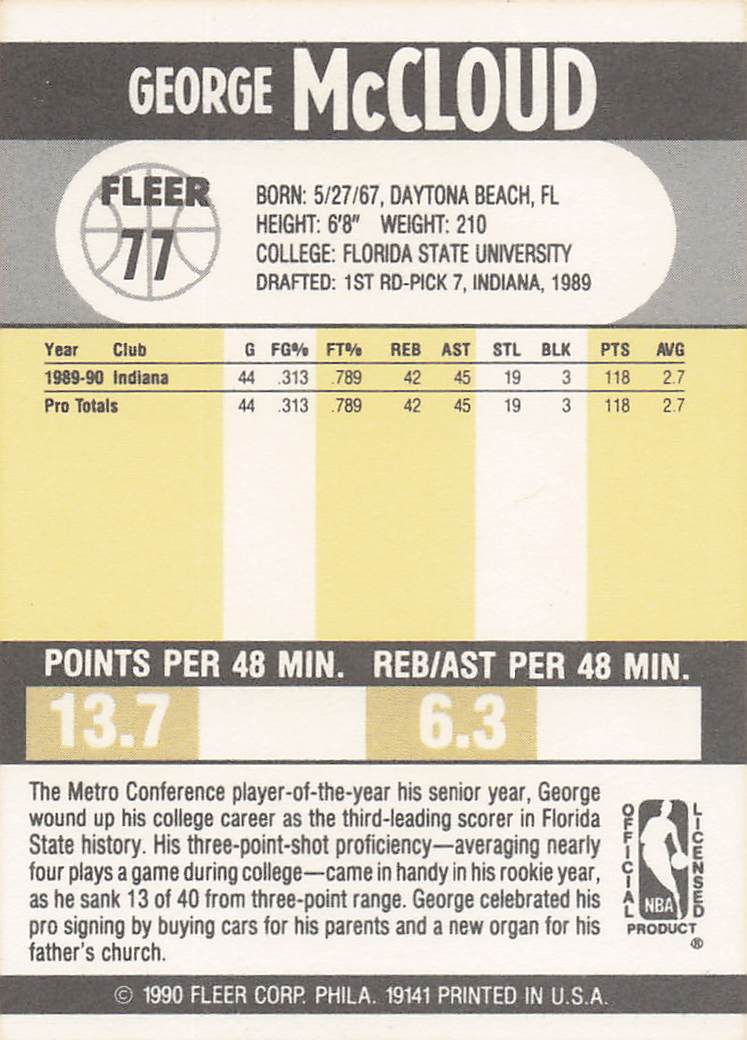 GEORGE McCLOUD
FLEER
77
BORN: 5/27/67, DAYTONA BEACH, FL
HEIGHT: 6'8" WEIGHT: 210
COLLEGE: FLORIDA STATE UNIVERSITY
DRAFTED: 1ST RD-PICK 7, INDIANA, 1989
Year Club G FG% FT% REB AST STL BLK PTS AVG
1989-90 Indiana 44 .313 .789 42 45 19 3 118 2.7
Pro Totals 44 .313 .789 42 45 19 3 118 2.7
POINTS PER 48 MIN. REB/AST PER 48 MIN.
13.7 6.3
The Metro Conference player-of-the-year his senior year, George
wound up his college career as the third-leading scorer in Florida
State history. His three-point-shot proficiency—averaging nearly
four plays a game during college—came in handy in his rookie year,
as he sank 13 of 40 from three-point range. George celebrated his
pro signing by buying cars for his parents and a new organ for his
father's church.
OFFICIAL
LICENSED
NBA
PRODUCT
®
© 1990 FLEER CORP. PHILA. 19141 PRINTED IN U.S.A.